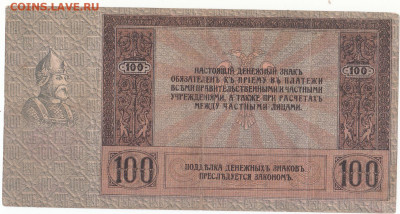 COINS.LAVE.RU
100
100
НАСТОЯЩІЙ ДЕНЕЖНЫЙ ЗНАКЪ
ОБЯЗАТЕЛЕНЪ КЪ ПРІЕМУ ВЪ ПЛАТЕЖИ
ВСѢМИ ПРАВИТЕЛЬСТВЕННЫМИ И ЧАСТНЫМИ
УЧРЕЖДЕНІЯМИ, А ТАКЖЕ ПРИ РАСЧЕТАХЪ
МЕЖДУ ЧАСТНЫМИ ЛИЦАМИ.
100
ПОДДѢЛКА ДЕНЕЖНЫХЪ ЗНАКОВЪ
ПРЕСЛѢДУЕТСЯ ЗАКОНОМЪ.
100